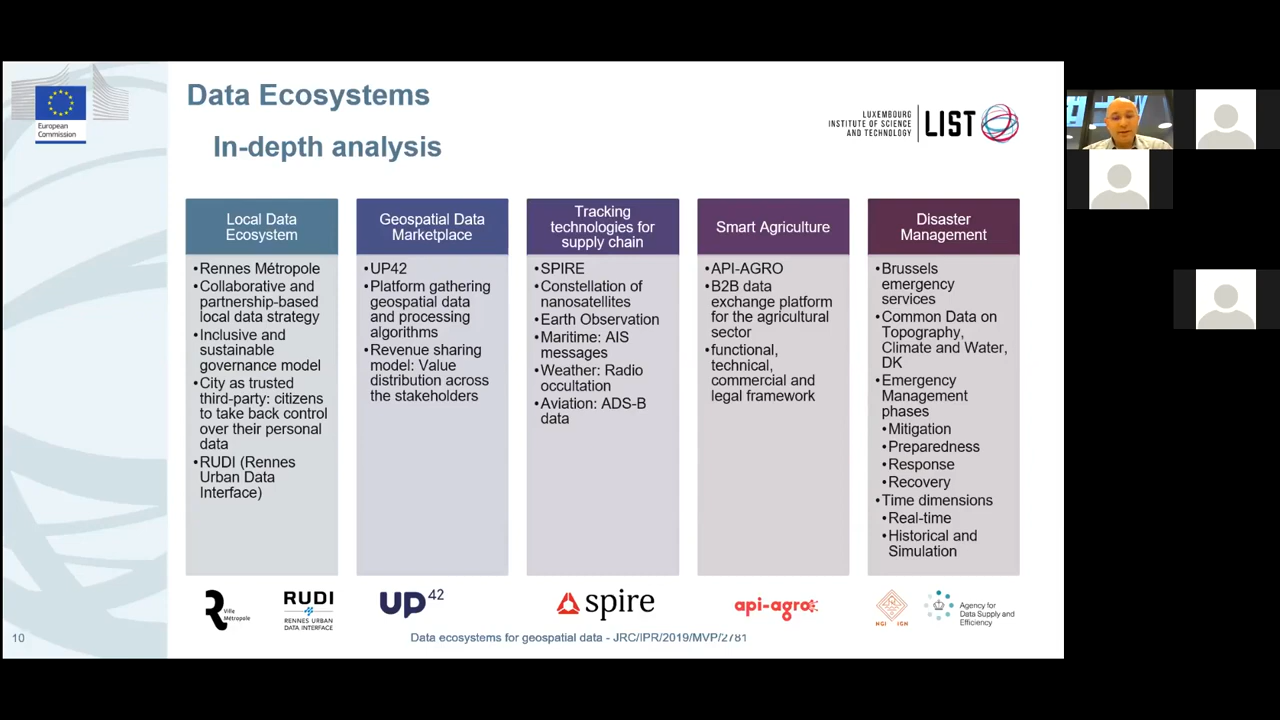 Data Ecosystems
In-depth analysis
European
Commission
LUXEMBOURG
INSTITUTE OF SCIENCE
AND TECHNOLOGY
LIST
Local Data
Ecosystem
•Rennes Métropole
•Collaborative and
partnership-based
local data strategy
•Inclusive and
sustainable
governance model
•City as trusted
third-party: citizens
to take back control
over their personal
data
•RUDI (Rennes
Urban Data
Interface)
Geospatial Data
Marketplace
•UP42
•Platform gathering
geospatial data
and processing
algorithms
•Revenue sharing
model: Value
distribution across
the stakeholders
Tracking
technologies for
supply chain
•SPIRE
•Constellation of
nanosatellites
•Earth Observation
•Maritime: AIS
messages
•Weather: Radio
occultation
•Aviation: ADS-B
data
Smart Agriculture
•API-AGRO
•B2B data
exchange platform
for the agricultural
sector
•functional,
technical,
commercial and
legal framework
Disaster
Management
•Brussels
emergency
services
•Common Data on
Topography,
Climate and Water,
DK
•Emergency
Management
phases
•Mitigation
•Preparedness
•Response
•Recovery
•Time dimensions
•Real-time
•Historical and
Simulation
Ville
Métropole
RUDI
RENNES URBAN
DATA INTERFACE
UP42
spire
api-agro
NGI IGN
Agency for
Data Supply and
Efficiency
10
Data ecosystems for geospatial data - JRC/IPR/2019/MVP/2781